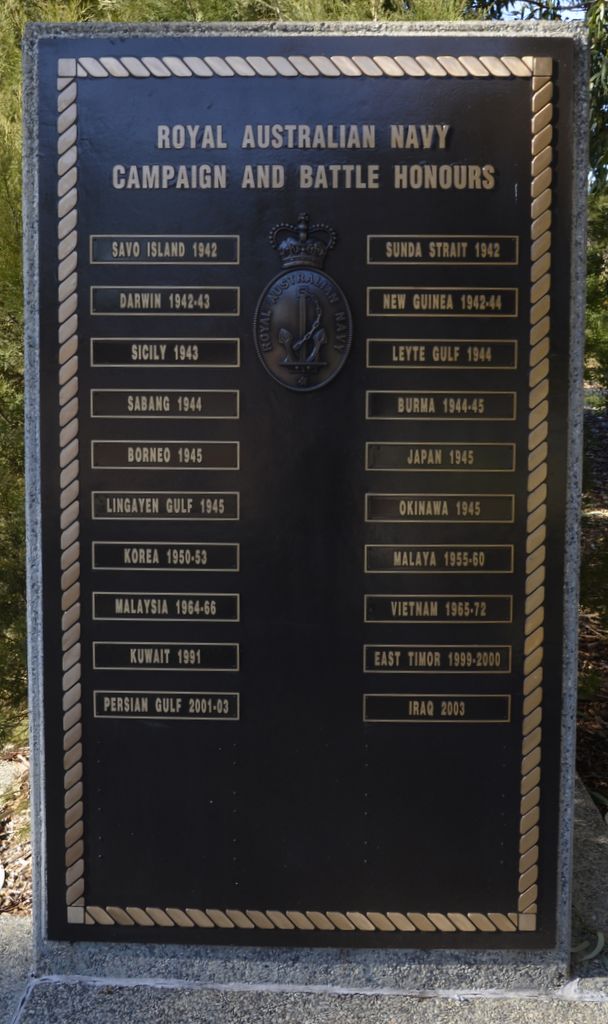 ROYAL AUSTRALIAN NAVY
CAMPAIGN AND BATTLE HONOURS
ROYAL AUSTRALIAN NAVY
SAVO ISLAND 1942
SUNDA STRAIT 1942
DARWIN 1942-43
NEW GUINEA 1942-44
SICILY 1943
LEYTE GULF 1944
SABANG 1944
BURMA 1944-45
BORNEO 1945
JAPAN 1945
LINGAYEN GULF 1945
OKINAWA 1945
KOREA 1950-53
MALAYA 1955-60
MALAYSIA 1964-66
VIETNAM 1965-72
KUWAIT 1991
EAST TIMOR 1999-2000
PERSIAN GULF 2001-03
IRAQ 2003